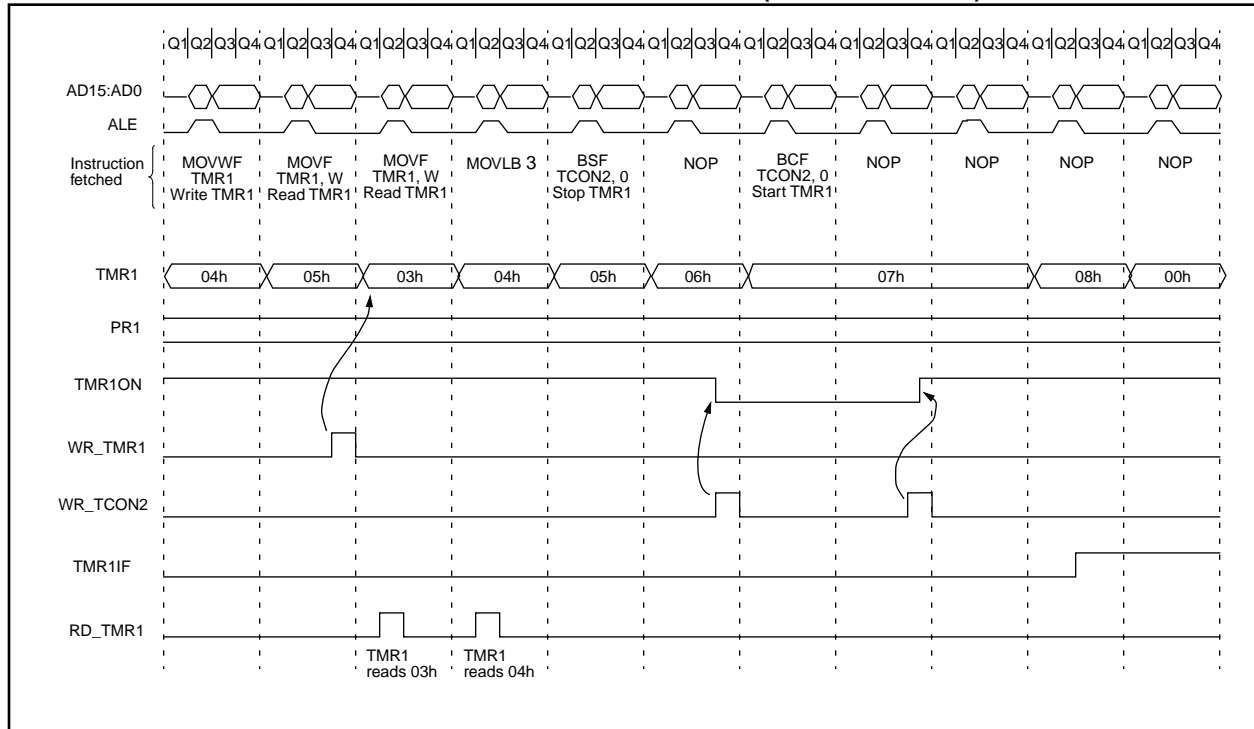 Q1 Q2 Q3 Q4 Q1 Q2 Q3 Q4 Q1 Q2 Q3 Q4 Q1 Q2 Q3 Q4 Q1 Q2 Q3 Q4 Q1 Q2 Q3 Q4 Q1 Q2 Q3 Q4 Q1 Q2 Q3 Q4 Q1 Q2 Q3 Q4 Q1 Q2 Q3 Q4 Q1 Q2 Q3 Q4
AD15:AD0
ALE
Instruction
fetched
MOVWF
TMR1
Write TMR1
MOVF
TMR1, W
Read TMR1
MOVF
TMR1, W
Read TMR1
MOVLB 3
BSF
TCON2, 0
Stop TMR1
NOP
BCF
TCON2, 0
Start TMR1
NOP
NOP
NOP
NOP
TMR1 04h 05h 03h 04h 05h 06h 07h 08h 00h
PR1
TMR1ON
WR_TMR1
WR_TCON2
TMR1IF
RD_TMR1
TMR1
reads 03h
TMR1
reads 04h